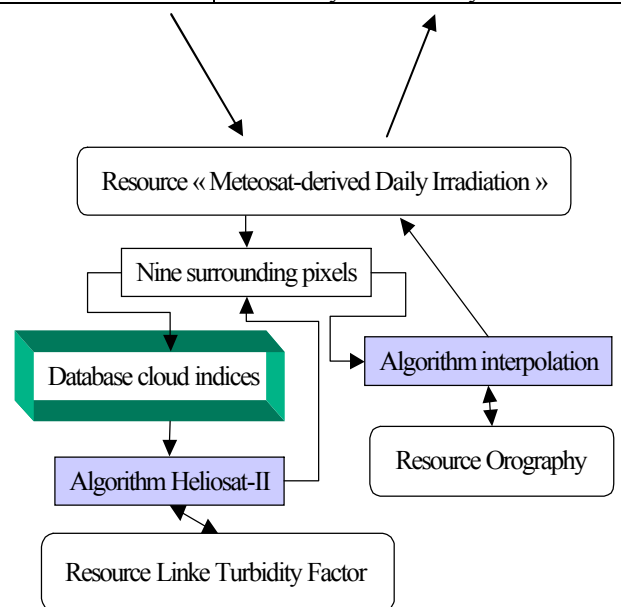 Resource « Meteosat-derived Daily Irradiation »
Nine surrounding pixels
Database cloud indices
Algorithm interpolation
Algorithm Heliosat-II
Resource Orography
Resource Linke Turbidity Factor